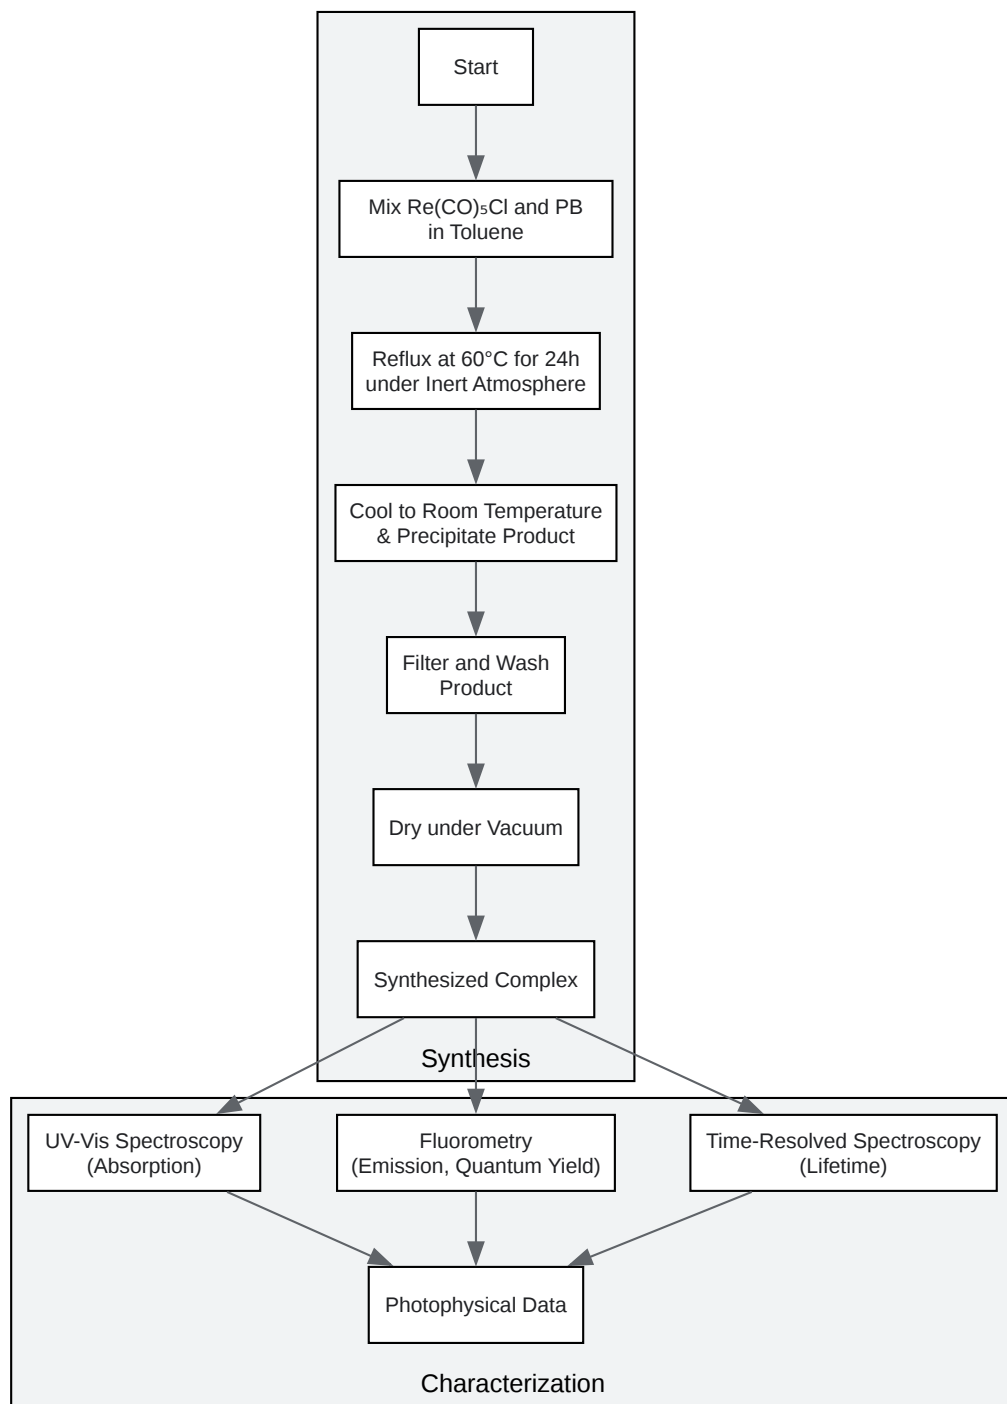 Start
Mix Re(CO)₅Cl and PB
in Toluene
Reflux at 60°C for 24h
under Inert Atmosphere
Cool to Room Temperature
& Precipitate Product
Filter and Wash
Product
Dry under Vacuum
Synthesized Complex
Synthesis
UV-Vis Spectroscopy
(Absorption)
Fluorometry
(Emission, Quantum Yield)
Time-Resolved Spectroscopy
(Lifetime)
Photophysical Data
Characterization